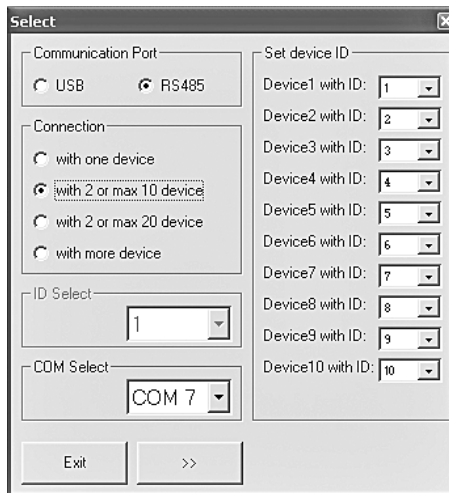 Select
Communication Port
USB
RS485
Connection
with one device
with 2 or max 10 device
with 2 or max 20 device
with more device
ID Select
1
COM Select
COM 7
Exit
>>
Set device ID
Device1 with ID: 1
Device2 with ID: 2
Device3 with ID: 3
Device4 with ID: 4
Device5 with ID: 5
Device6 with ID: 6
Device7 with ID: 7
Device8 with ID: 8
Device9 with ID: 9
Device10 with ID: 10